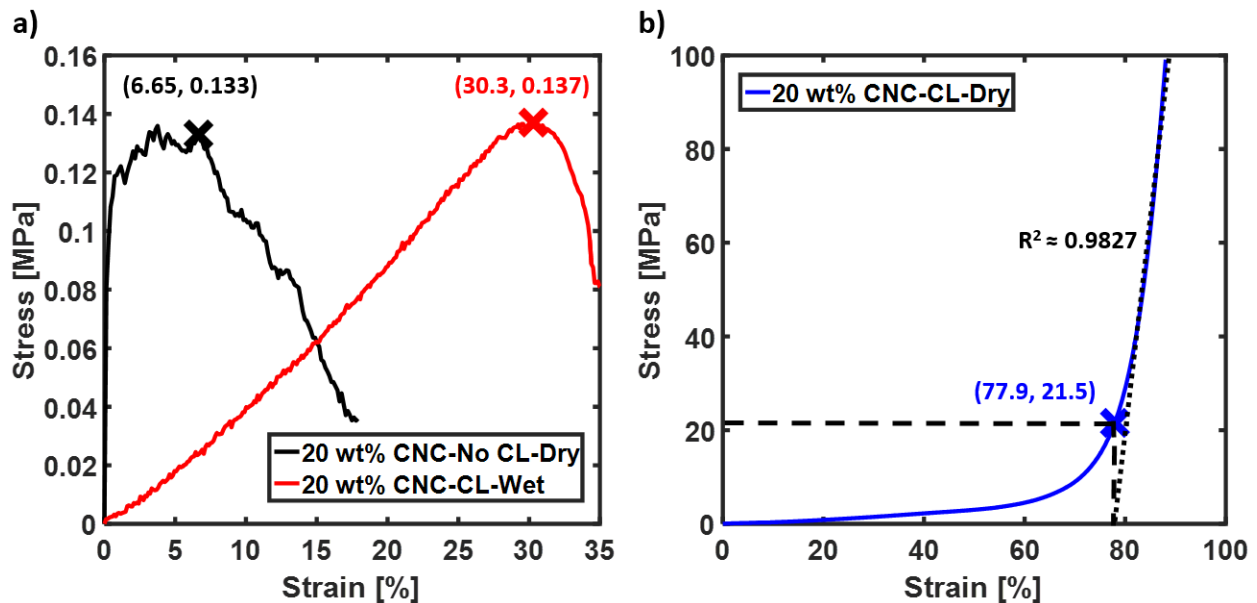 a)
0.16
0.14
0.12
0.1
0.08
0.06
0.04
0.02
0
Stress [MPa]
(6.65, 0.133)
(30.3, 0.137)
20 wt% CNC-No CL-Dry
20 wt% CNC-CL-Wet
0 5 10 15 20 25 30 35
Strain [%]
b)
100
80
60
40
20
0
Stress [MPa]
20 wt% CNC-CL-Dry
R² ≈ 0.9827
(77.9, 21.5)
0 20 40 60 80 100
Strain [%]